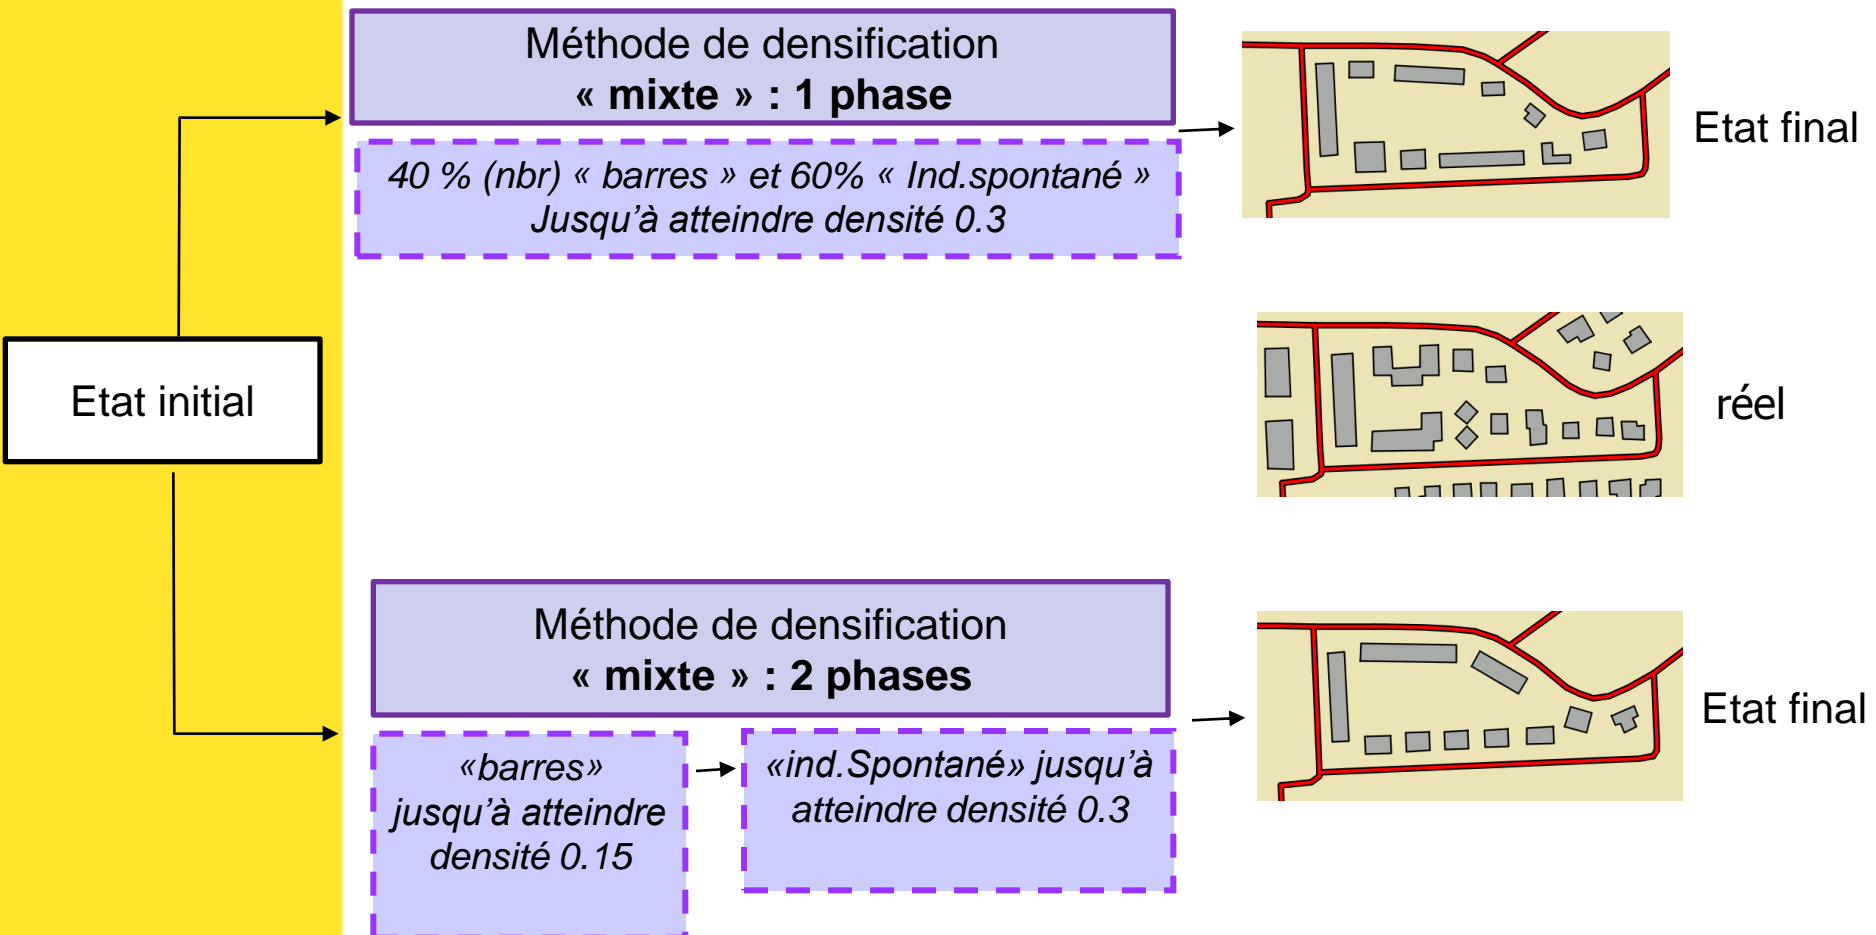 Méthode de densification
« mixte » : 1 phase
40 % (nbr) « barres » et 60% « Ind.spontané »
Jusqu’à atteindre densité 0.3
Etat final
Etat initial
réel
Méthode de densification
« mixte » : 2 phases
«barres»
jusqu’à atteindre
densité 0.15
«ind.Spontané» jusqu’à
atteindre densité 0.3
Etat final